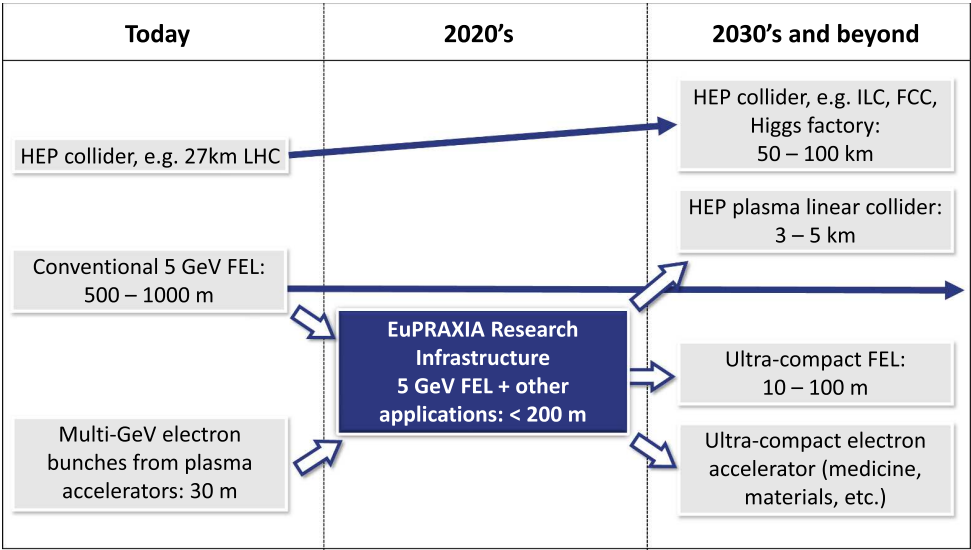 Today
2020's
2030's and beyond
HEP collider, e.g. 27km LHC
HEP collider, e.g. ILC, FCC,
Higgs factory:
50 – 100 km
HEP plasma linear collider:
3 – 5 km
Conventional 5 GeV FEL:
500 – 1000 m
EuPRAXIA Research
Infrastructure
5 GeV FEL + other
applications: < 200 m
Ultra-compact FEL:
10 – 100 m
Multi-GeV electron
bunches from plasma
accelerators: 30 m
Ultra-compact electron
accelerator (medicine,
materials, etc.)